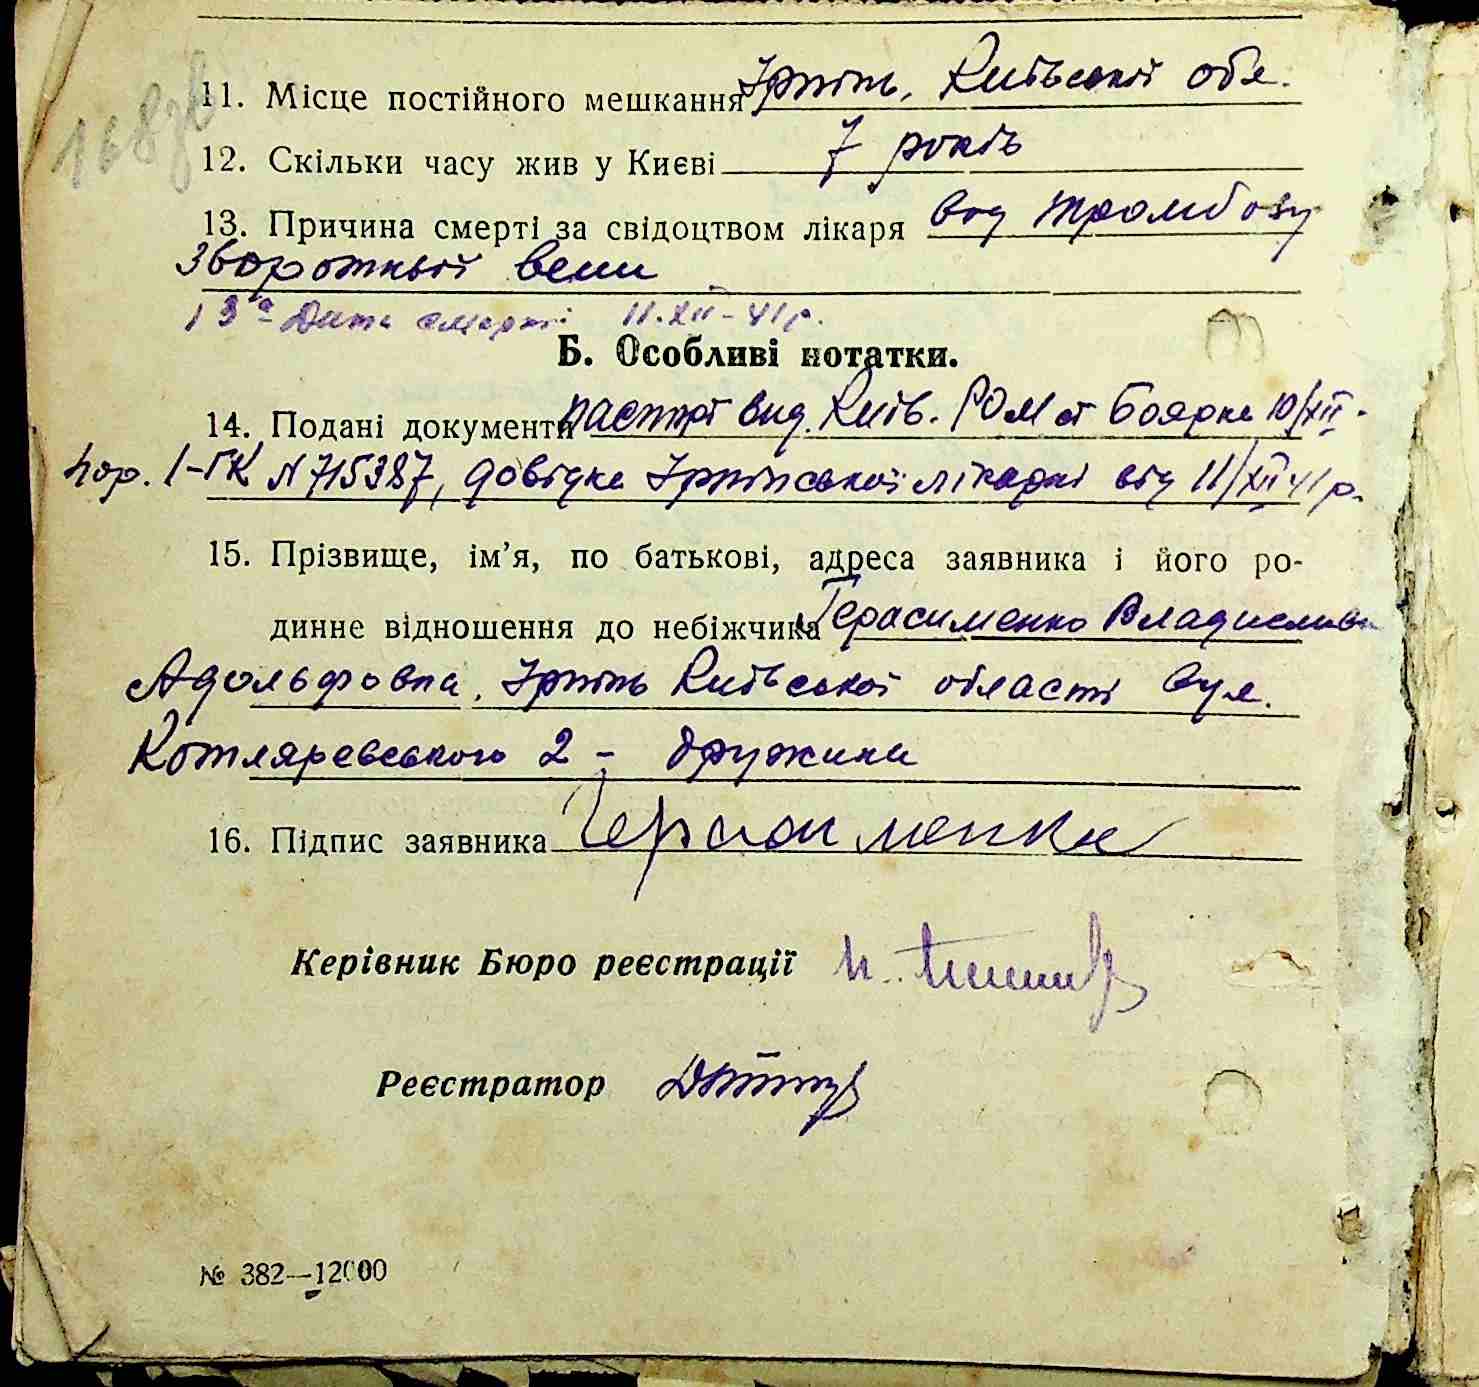 168зв
11. Місце постійного мешкання Ірпінь, Київської обл.
12. Скільки часу жив у Києві 7 років
13. Причина смерті за свідоцтвом лікаря від тромбозу
зворотньої вени
13а Дата смерті 11.XII-41 р.
Б. Особливі нотатки.
14. Подані документи паспорт вид. Київ. РОМ ст Боярка 10/XII.
пор. І-ГК N 715387, довідка Ірпінської лікарні від 11/XII 41 р.
15. Прізвище, ім'я, по батькові, адреса заявника і його ро-
динне відношення до небіжчика Герасименко Владислава
Адольфовна, Ірпінь Київської області вул.
Котляревського 2 - дружина
16. Підпис заявника Герасименко
Керівник Бюро реєстрації
Реєстратор
№ 382—12000